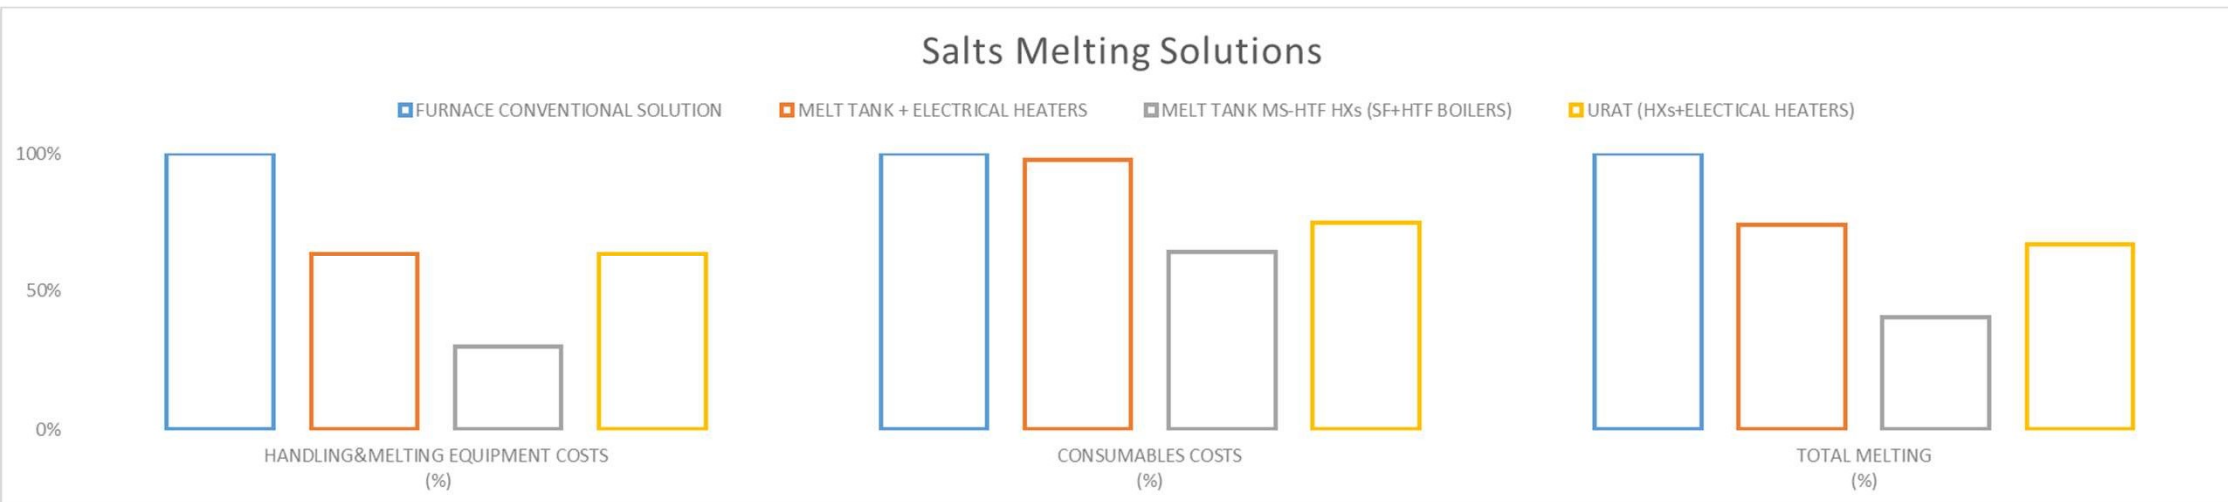 Salts Melting Solutions
FURNACE CONVENTIONAL SOLUTION MELT TANK + ELECTRICAL HEATERS MELT TANK MS-HTF HXs (SF+HTF BOILERS) URAT (HXs+ELECTICAL HEATERS)
100%
50%
0%
HANDLING&MELTING EQUIPMENT COSTS CONSUMABLES COSTS TOTAL MELTING
(%) (%) (%)